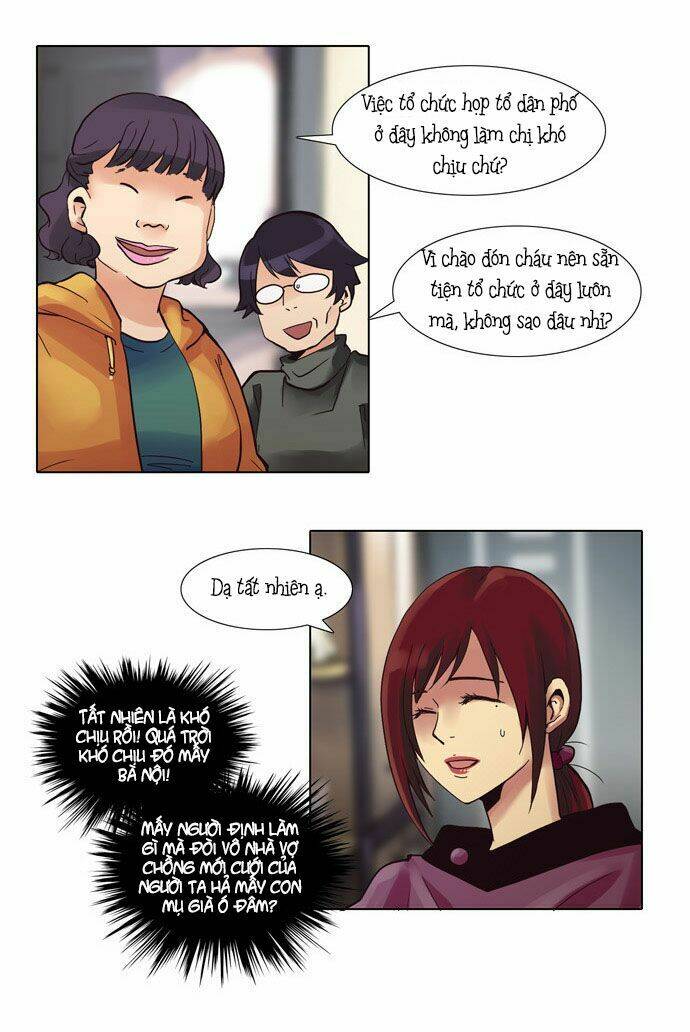 Việc tổ chức họp tổ dân phố
ở đây không làm chị khó
chịu chứ?
Vì chào đón cháu nên sẵn
tiện tổ chức ở đây luôn
mà, không sao đâu nhỉ?
Dạ tất nhiên ạ.
TẤT NHIÊN LÀ KHÓ
CHỊU RỒI! QUÁ TRỜI
KHÓ CHỊU ĐÓ MẤY
BÀ NỘI!
MẤY NGƯỜI ĐỊNH LÀM
GÌ MÀ ĐÒI VÔ NHÀ VỢ
CHỒNG MỚI CƯỚI CỦA
NGƯỜI TA HẢ MẤY CON
MỤ GIÀ Ó ĐÂM?